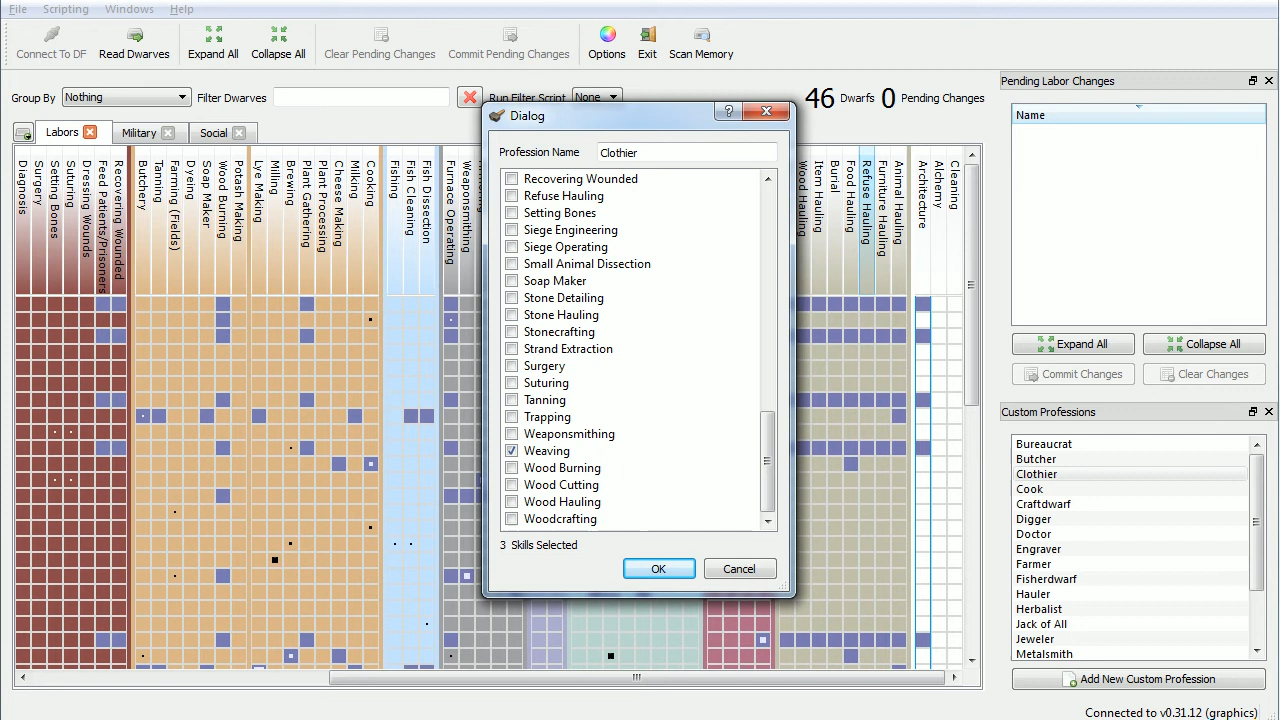 File Scripting Windows Help
Connect To DF Read Dwarves Expand All Collapse All Clear Pending Changes Commit Pending Changes Options Exit Scan Memory
Group By Nothing Filter Dwarves Run Filter Script None 46 Dwarfs 0 Pending Changes
Labors Military Social
Diagnosis
Surgery
Setting Bones
Suturing
Dressing Wounds
Feed Patients/Prisoners
Recovering Wounded
Butchery
Tanning
Farming (Fields)
Dyeing
Soap Maker
Wood Burning
Potash Making
Lye Making
Milling
Brewing
Plant Gathering
Plant Processing
Cheese Making
Milking
Cooking
Fishing
Fish Cleaning
Fish Dissection
Furnace Operating
Weaponsmithing
Wood Hauling
Item Hauling
Burial
Food Hauling
Refuse Hauling
Furniture Hauling
Animal Hauling
Architecture
Alchemy
Cleaning
Dialog
Profession Name Clothier
Recovering Wounded
Refuse Hauling
Setting Bones
Siege Engineering
Siege Operating
Small Animal Dissection
Soap Maker
Stone Detailing
Stone Hauling
Stonecrafting
Strand Extraction
Surgery
Suturing
Tanning
Trapping
Weaponsmithing
Weaving
Wood Burning
Wood Cutting
Wood Hauling
Woodcrafting
3 Skills Selected
OK Cancel
Pending Labor Changes
Name
Expand All Collapse All
Commit Changes Clear Changes
Custom Professions
Bureaucrat
Butcher
Clothier
Cook
Craftdwarf
Digger
Doctor
Engraver
Farmer
Fisherdwarf
Hauler
Herbalist
Jack of All
Jeweler
Metalsmith
Add New Custom Profession
Connected to v0.31.12 (graphics)